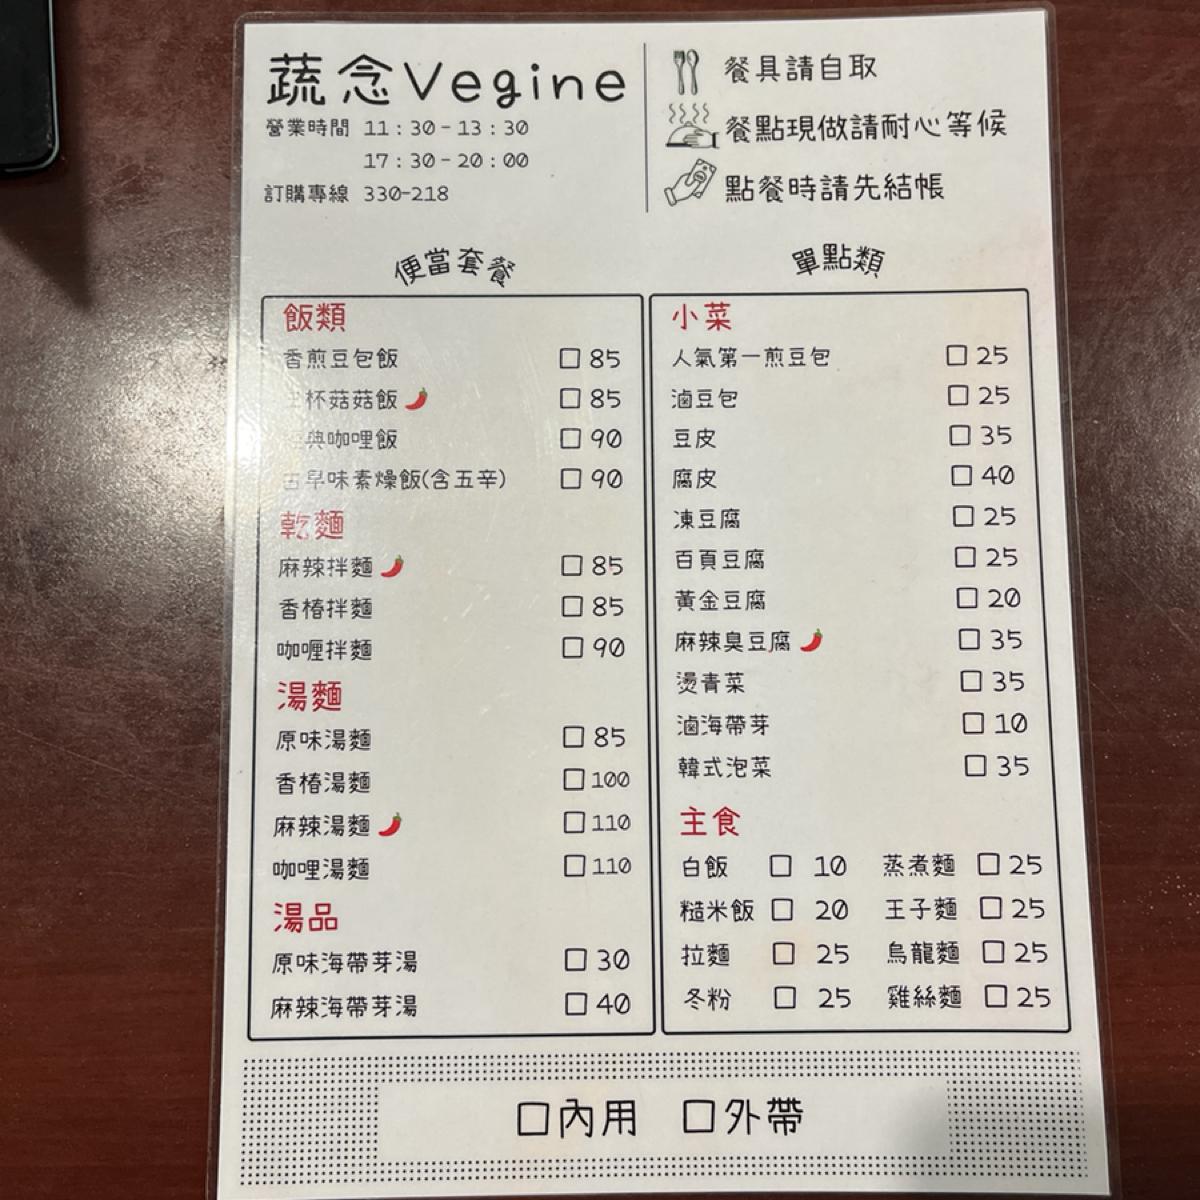 蔬念Vegine
營業時間 11：30-13：30
17：30-20：00
訂購專線 330-218
餐具請自取
餐點現做請耐心等候
點餐時請先結帳
便當套餐
飯類
香煎豆包飯 □ 85
杯菇菇飯 □ 85
典咖哩飯 □ 90
古早味素燥飯(含五辛) □ 90
乾麵
麻辣拌麵 □ 85
香椿拌麵 □ 85
咖喱拌麵 □ 90
湯麵
原味湯麵 □ 85
香椿湯麵 □ 100
麻辣湯麵 □ 110
咖哩湯麵 □ 110
湯品
原味海帶芽湯 □ 30
麻辣海帶芽湯 □ 40
單點類
小菜
人氣第一煎豆包 □ 25
滷豆包 □ 25
豆皮 □ 35
腐皮 □ 40
凍豆腐 □ 25
百頁豆腐 □ 25
黃金豆腐 □ 20
麻辣臭豆腐 □ 35
燙青菜 □ 35
滷海帶芽 □ 10
韓式泡菜 □ 35
主食
白飯 □ 10 蒸煮麵 □ 25
糙米飯 □ 20 王子麵 □ 25
拉麵 □ 25 烏龍麵 □ 25
冬粉 □ 25 雞絲麵 □ 25
□內用 □外帶